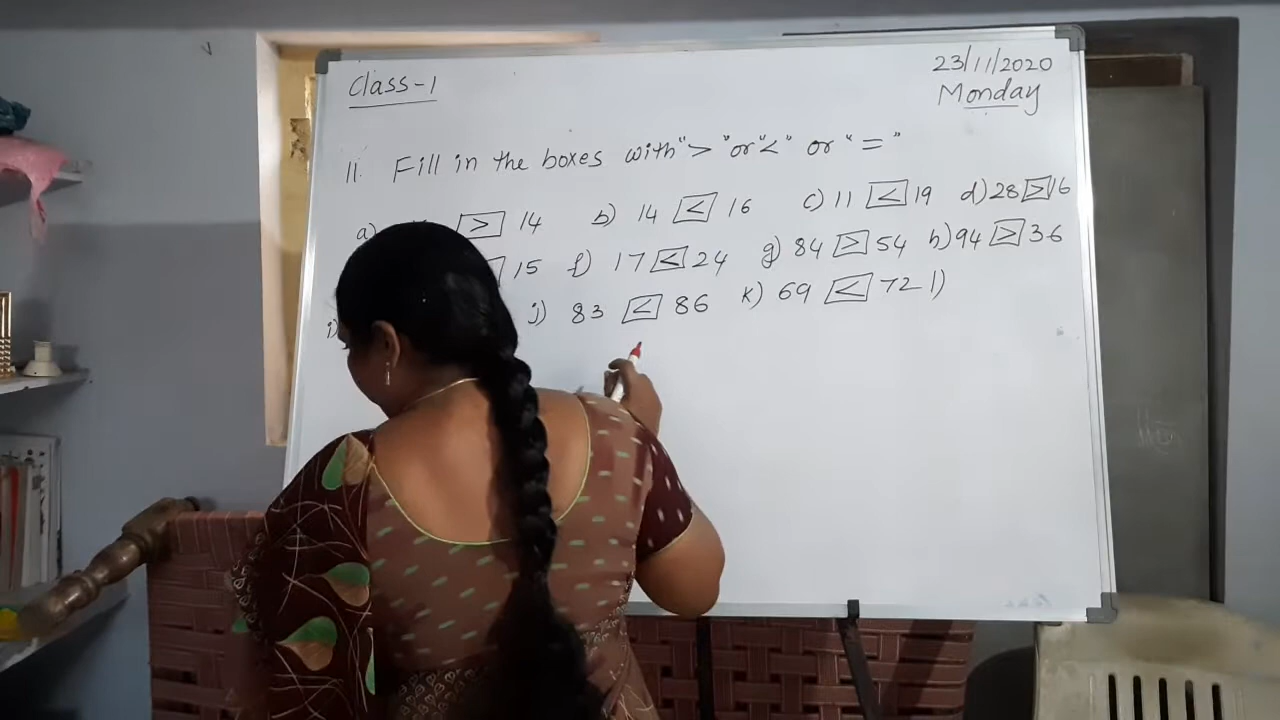 Class-1
23/11/2020
Monday
11. Fill in the boxes with ">" or "<" or "="
a) > 14 b) 14 < 16 c) 11 < 19 d) 28 > 16
15 f) 17 < 24 g) 84 > 54 h) 94 > 36
i) j) 83 < 86 k) 69 < 72 l)